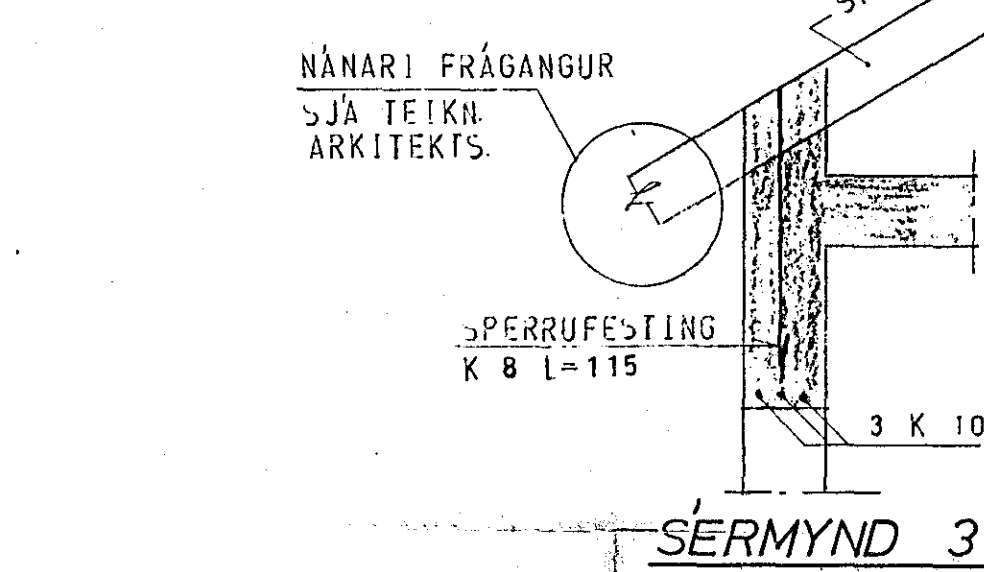 NÁNARI FRÁGANGUR
SJÁ TEIKN.
ARKITEKTS.
SPERRUFESTING
K 8 L=115
3 K 10
SÉRMYND 3